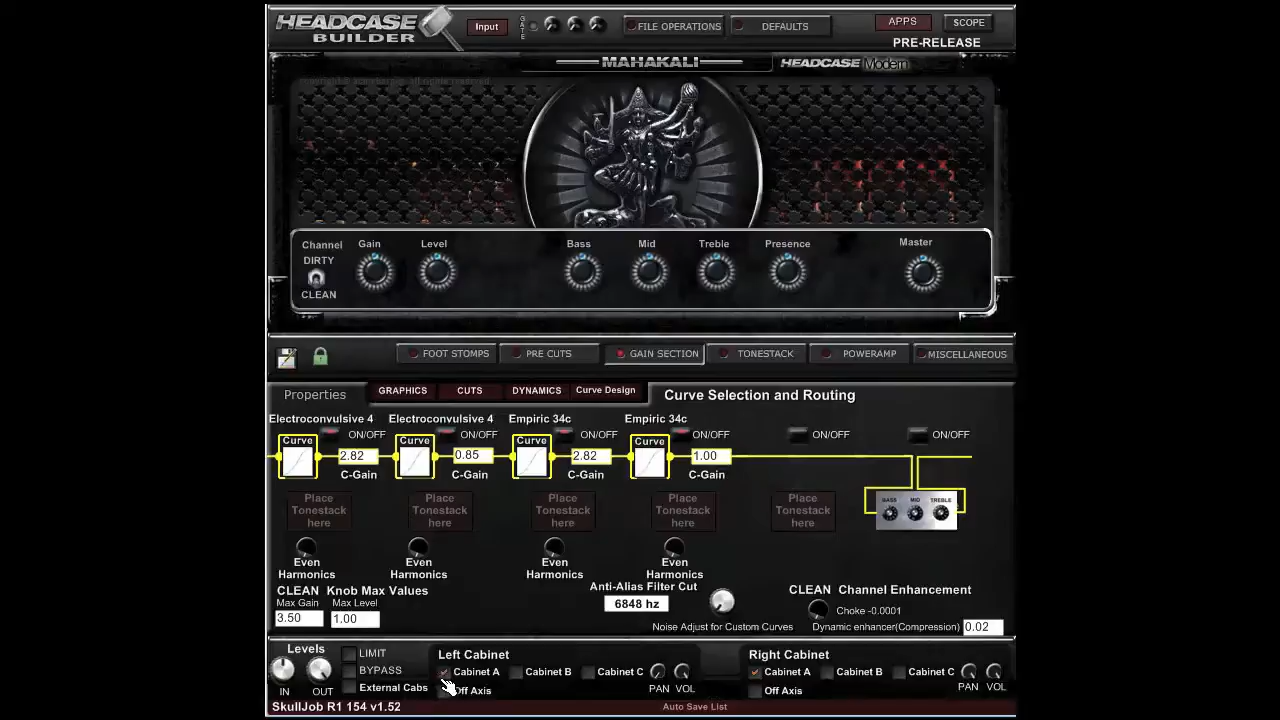 HEADCASE
BUILDER
Input
GATE
FILE OPERATIONS
DEFAULTS
APPS
SCOPE
PRE-RELEASE
MAHAKALI
HEADCASE Modern
Channel
DIRTY
CLEAN
Gain
Level
Bass
Mid
Treble
Presence
Master
FOOT STOMPS
PRE CUTS
GAIN SECTION
TONESTACK
POWERAMP
MISCELLANEOUS
Properties
GRAPHICS
CUTS
DYNAMICS
Curve Design
Curve Selection and Routing
Electroconvulsive 4
Electroconvulsive 4
Empiric 34c
Empiric 34c
ON/OFF
ON/OFF
ON/OFF
ON/OFF
ON/OFF
ON/OFF
Curve
2.82
Curve
0.85
Curve
2.82
Curve
1.00
C-Gain
C-Gain
C-Gain
C-Gain
Place
Tonestack
here
Place
Tonestack
here
Place
Tonestack
here
Place
Tonestack
here
Place
Tonestack
here
BASS MID TREBLE
Even
Harmonics
Even
Harmonics
Even
Harmonics
Even
Harmonics
CLEAN Knob Max Values
Max Gain
Max Level
3.50
1.00
Anti-Alias Filter Cut
6848 hz
Noise Adjust for Custom Curves
CLEAN Channel Enhancement
Choke -0.0001
Dynamic enhancer(Compression)
0.02
Levels
IN
OUT
LIMIT
BYPASS
External Cabs
Left Cabinet
Cabinet A
Cabinet B
Cabinet C
Off Axis
PAN
VOL
Right Cabinet
Cabinet A
Cabinet B
Cabinet C
Off Axis
PAN
VOL
SkullJob R1 154 v1.52
Auto Save List